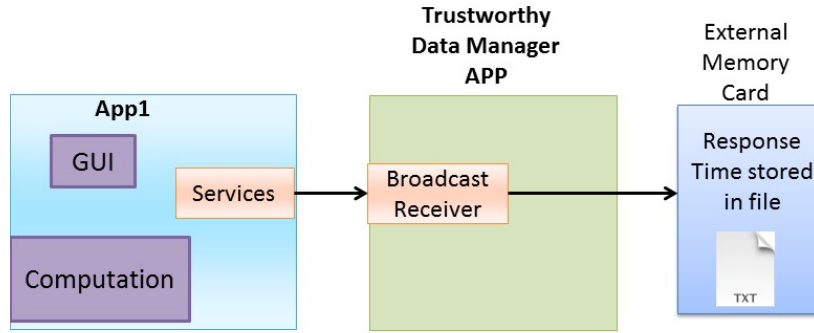 Trustworthy
Data Manager
APP
External
Memory
Card
App1
GUI
Services
Computation
Broadcast
Receiver
Response
Time stored
in file
TXT